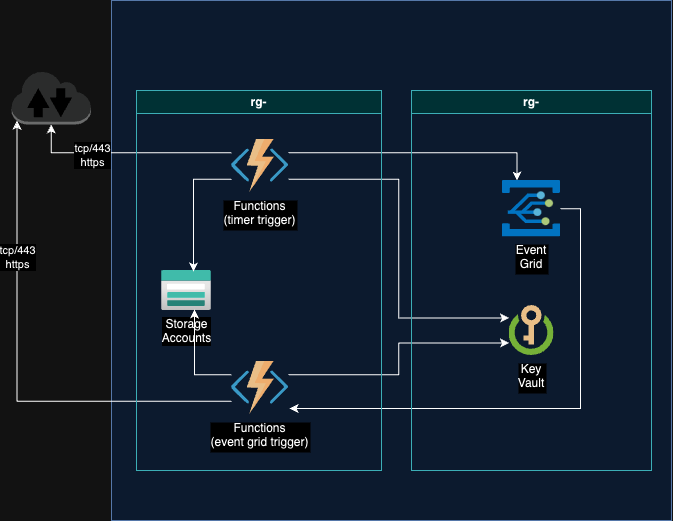 rg-
rg-
tcp/443
https
Functions
(timer trigger)
Event
Grid
tcp/443
https
Storage
Accounts
Key
Vault
Functions
(event grid trigger)